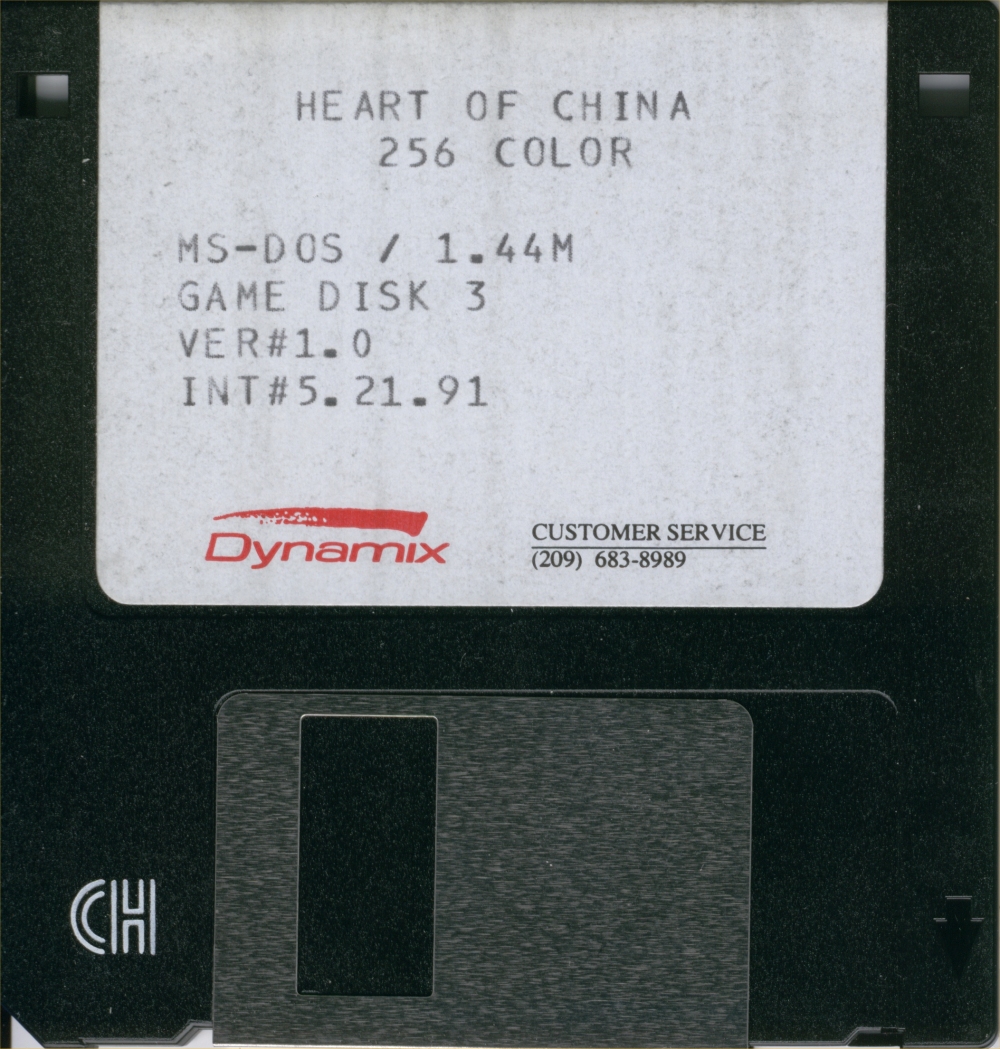 HEART OF CHINA
256 COLOR
MS-DOS / 1.44M
GAME DISK 3
VER#1.0
INT#5.21.91
Dynamix
CUSTOMER SERVICE
(209) 683-8989
CH